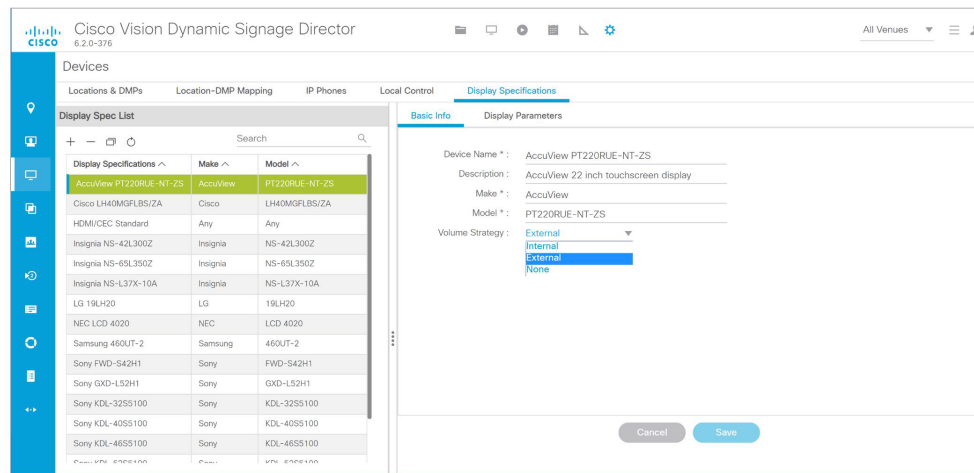 Cisco Vision Dynamic Signage Director
CISCO 6.2.0-376
All Venues
Devices
Locations & DMPs Location-DMP Mapping IP Phones Local Control Display Specifications
Display Spec List
Basic Info Display Parameters
Search
Display Specifications Make Model
AccuView PT220RUE-NT-ZS AccuView PT220RUE-NT-ZS
Cisco LH40MGFLBS/ZA Cisco LH40MGFLBS/ZA
HDMI/CEC Standard Any Any
Insignia NS-42L300Z Insignia NS-42L300Z
Insignia NS-65L350Z Insignia NS-65L350Z
Insignia NS-L37X-10A Insignia NS-L37X-10A
LG 19LH20 LG 19LH20
NEC LCD 4020 NEC LCD 4020
Samsung 460UT-2 Samsung 460UT-2
Sony FWD-S42H1 Sony FWD-S42H1
Sony GXD-L52H1 Sony GXD-L52H1
Sony KDL-32S5100 Sony KDL-32S5100
Sony KDL-40S5100 Sony KDL-40S5100
Sony KDL-46S5100 Sony KDL-46S5100
Sony KDL-52S5100 Sony KDL-52S5100
Device Name * : AccuView PT220RUE-NT-ZS
Description : AccuView 22 inch touchscreen display
Make * : AccuView
Model * : PT220RUE-NT-ZS
Volume Strategy : External
Internal
External
None
Cancel Save